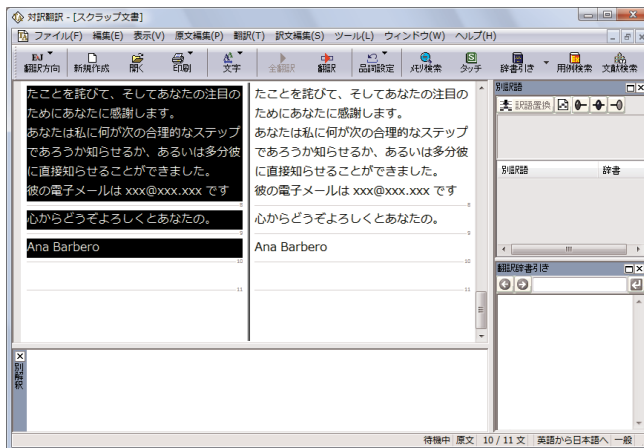 対訳翻訳 - [スクラップ文書]
ファイル(F) 編集(E) 表示(V) 原文編集(P) 翻訳(T) 訳文編集(S) ツール(L) ウィンドウ(W) ヘルプ(H)
EJ 翻訳方向 新規作成 開く 印刷 文字 全翻訳 翻訳 品詞設定 メモリ検索 タッチ 辞書引き 用例検索 文献検索
たことを詫びて、そしてあなたの注目の
ためにあなたに感謝します。
あなたは私に何が次の合理的なステップ
であろうか知らせるか、あるいは多分彼
に直接知らせることができました。
彼の電子メールは xxx@xxx.xxx です
8
心からどうぞよろしくとあなたの。
9
Ana Barbero
10
11
たことを詫びて、そしてあなたの注目の
ためにあなたに感謝します。
あなたは私に何が次の合理的なステップ
であろうか知らせるか、あるいは多分彼
に直接知らせることができました。
彼の電子メールは xxx@xxx.xxx です
8
心からどうぞよろしくとあなたの。
9
Ana Barbero
10
11
別訳語
訳語置換
別訳語 辞書
翻訳辞書引き
別解釈
待機中 原文 10 / 11 文 英語から日本語へ 一般